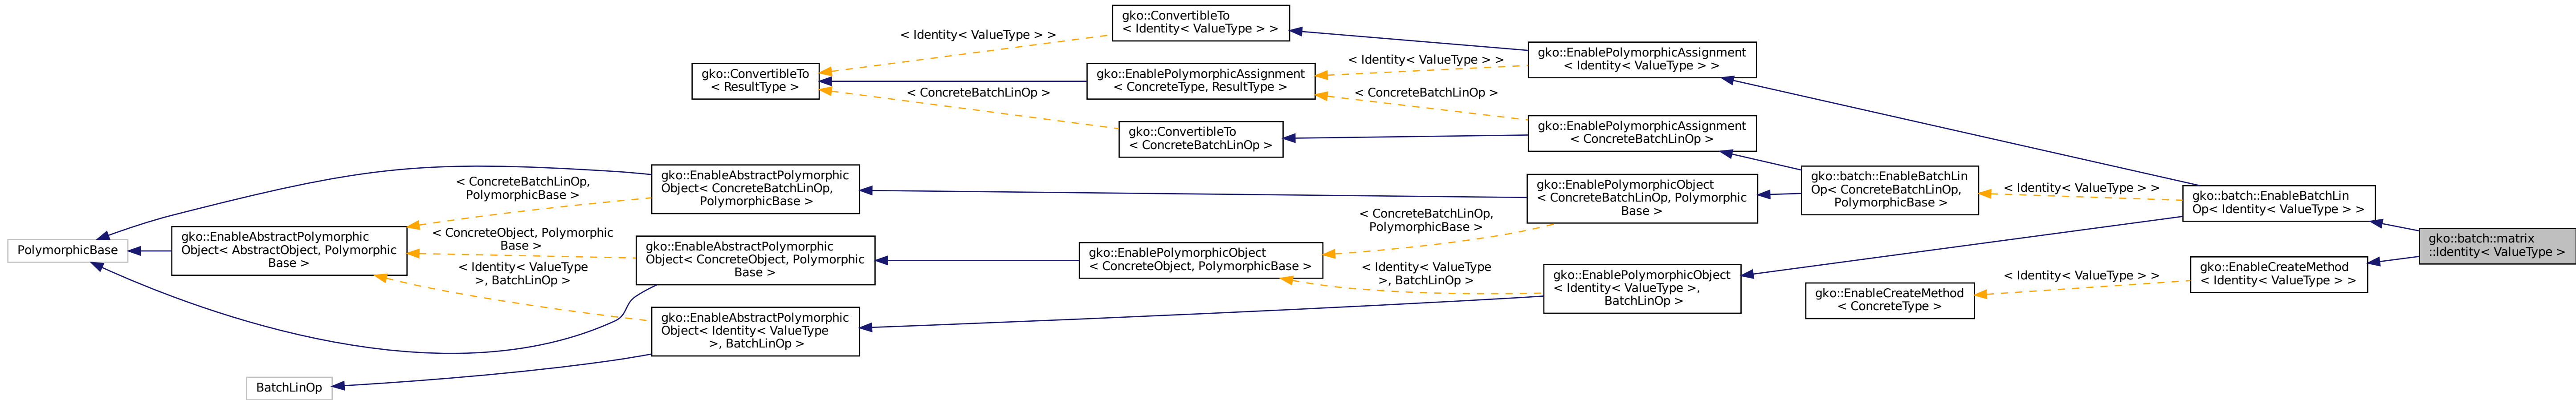 gko::ConvertibleTo
< Identity< ValueType > >
< Identity< ValueType > >
gko::EnablePolymorphicAssignment
< Identity< ValueType > >
< Identity< ValueType > >
gko::ConvertibleTo
< ResultType >
gko::EnablePolymorphicAssignment
< ConcreteType, ResultType >
< ConcreteBatchLinOp >
< ConcreteBatchLinOp >
gko::ConvertibleTo
< ConcreteBatchLinOp >
gko::EnablePolymorphicAssignment
< ConcreteBatchLinOp >
gko::EnableAbstractPolymorphic
Object< ConcreteBatchLinOp,
PolymorphicBase >
< ConcreteBatchLinOp,
PolymorphicBase >
gko::EnablePolymorphicObject
< ConcreteBatchLinOp, Polymorphic
Base >
gko::batch::EnableBatchLin
Op< ConcreteBatchLinOp,
PolymorphicBase >
< Identity< ValueType > >
gko::batch::EnableBatchLin
Op< Identity< ValueType > >
PolymorphicBase
gko::EnableAbstractPolymorphic
Object< AbstractObject, Polymorphic
Base >
< ConcreteObject, Polymorphic
Base >
gko::EnableAbstractPolymorphic
Object< ConcreteObject, Polymorphic
Base >
gko::EnablePolymorphicObject
< ConcreteObject, PolymorphicBase >
< ConcreteBatchLinOp,
PolymorphicBase >
< Identity< ValueType
>, BatchLinOp >
< Identity< ValueType
>, BatchLinOp >
gko::EnablePolymorphicObject
< Identity< ValueType >,
BatchLinOp >
gko::EnableCreateMethod
< ConcreteType >
< Identity< ValueType > >
gko::EnableCreateMethod
< Identity< ValueType > >
gko::batch::matrix
::Identity< ValueType >
gko::EnableAbstractPolymorphic
Object< Identity< ValueType
>, BatchLinOp >
BatchLinOp